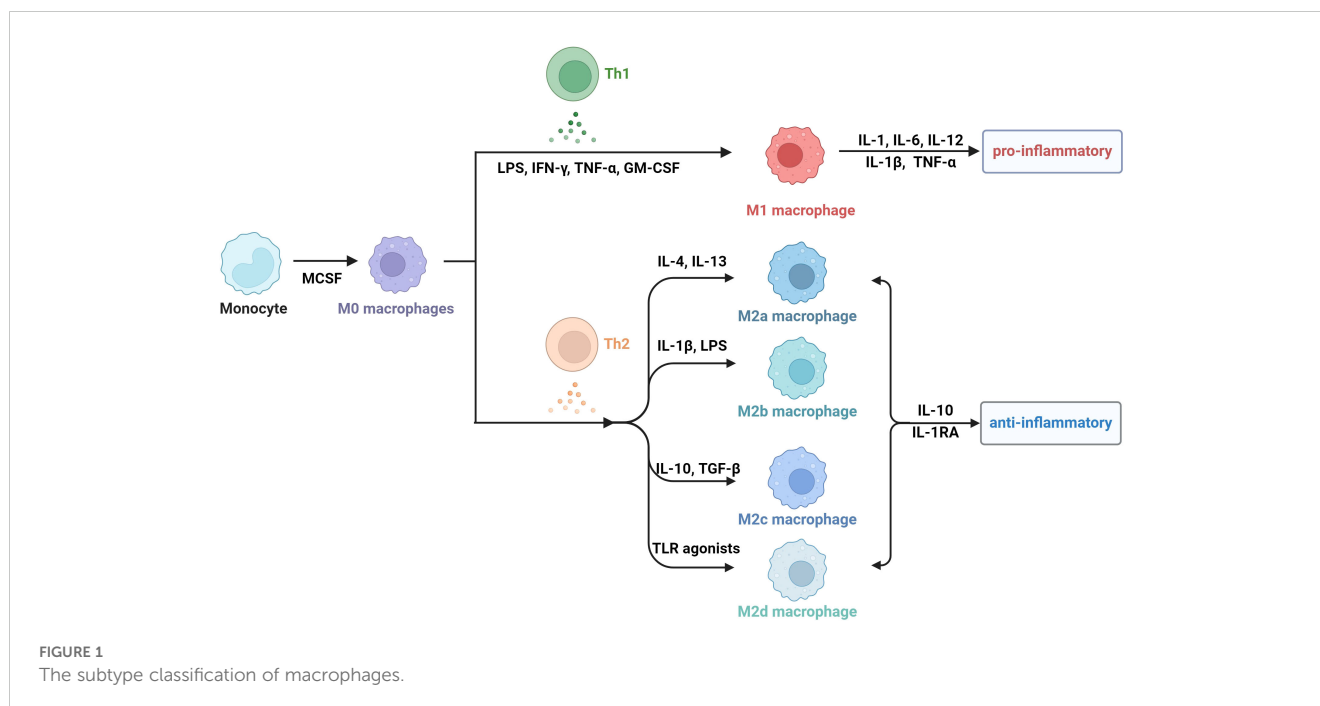 Th1
LPS, IFN-γ, TNF-α, GM-CSF
M1 macrophage
IL-1, IL-6, IL-12
IL-1β, TNF-α
pro-inflammatory
Monocyte
MCSF
M0 macrophages
Th2
IL-4, IL-13
M2a macrophage
IL-1β, LPS
M2b macrophage
IL-10, TGF-β
M2c macrophage
TLR agonists
M2d macrophage
IL-10
IL-1RA
anti-inflammatory
FIGURE 1
The subtype classification of macrophages.